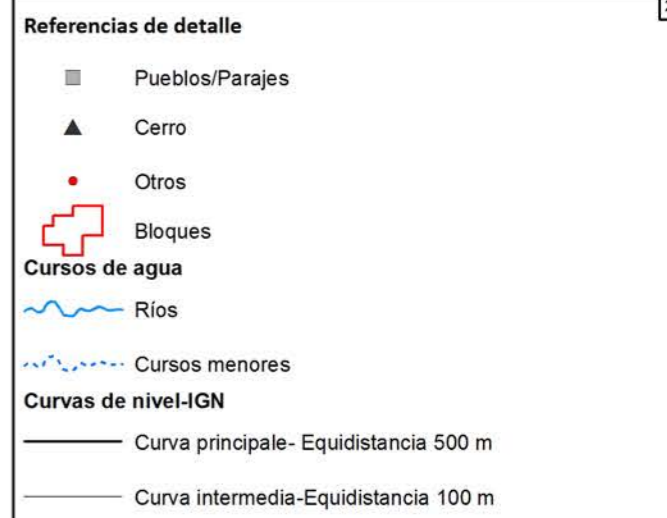 Referencias de detalle
Pueblos/Parajes
Cerro
Otros
Bloques
Cursos de agua
Ríos
Cursos menores
Curvas de nivel-IGN
Curva principale- Equidistancia 500 m
Curva intermedia-Equidistancia 100 m